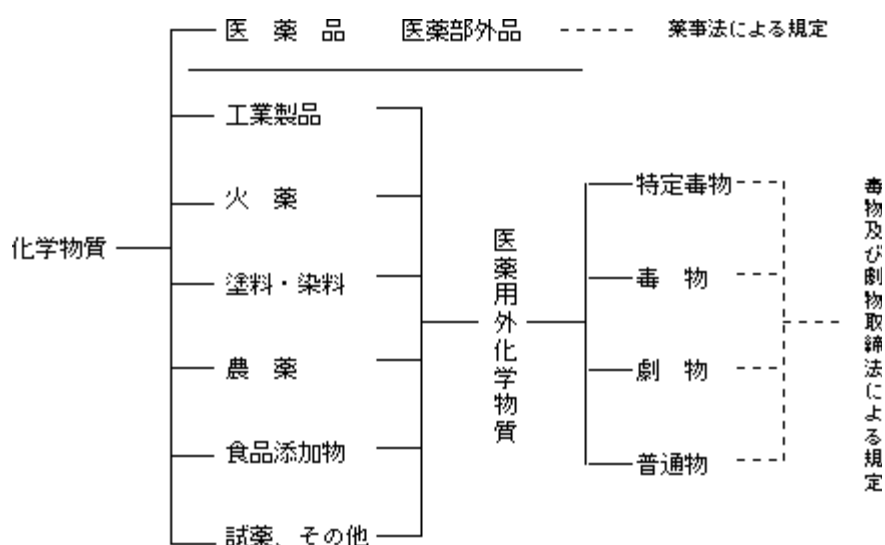 医 薬 品 医薬部外品 薬事法による規定
工業製品
火 薬
塗料・染料
農 薬
食品添加物
試薬、その他
化学物質
医薬用外化学物質
特定毒物
毒 物
劇 物
普通物
毒物及び劇物取締法による規定